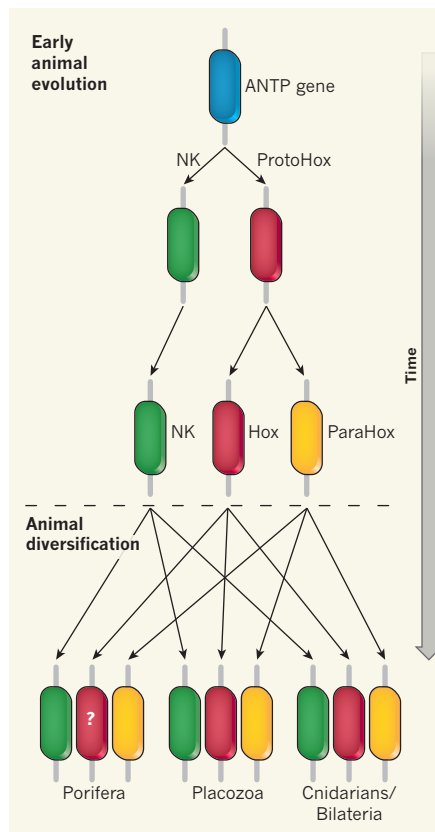 Early
animal
evolution
ANTP gene
NK
ProtoHox
Time
NK
Hox
ParaHox
Animal
diversification
?
Porifera
Placozoa
Cnidarians/
Bilateria